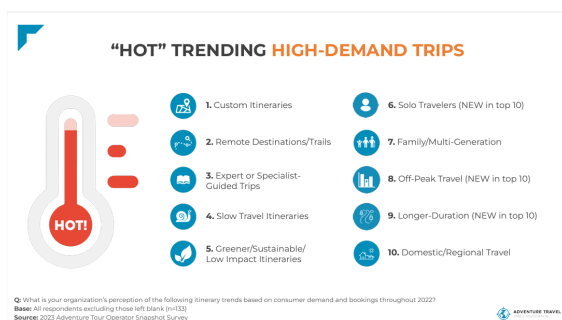 “HOT” TRENDING HIGH-DEMAND TRIPS
HOT!
1. Custom Itineraries
2. Remote Destinations/Trails
3. Expert or Specialist-
Guided Trips
4. Slow Travel Itineraries
5. Greener/Sustainable/
Low Impact Itineraries
6. Solo Travelers (NEW in top 10)
7. Family/Multi-Generation
8. Off-Peak Travel (NEW in top 10)
9. Longer-Duration (NEW in top 10)
10. Domestic/Regional Travel
Q: What is your organization’s perception of the following itinerary trends based on consumer demand and bookings throughout 2022?
Base: All respondents excluding those left blank (n=133)
Source: 2023 Adventure Tour Operator Snapshot Survey
ADVENTURE TRAVEL